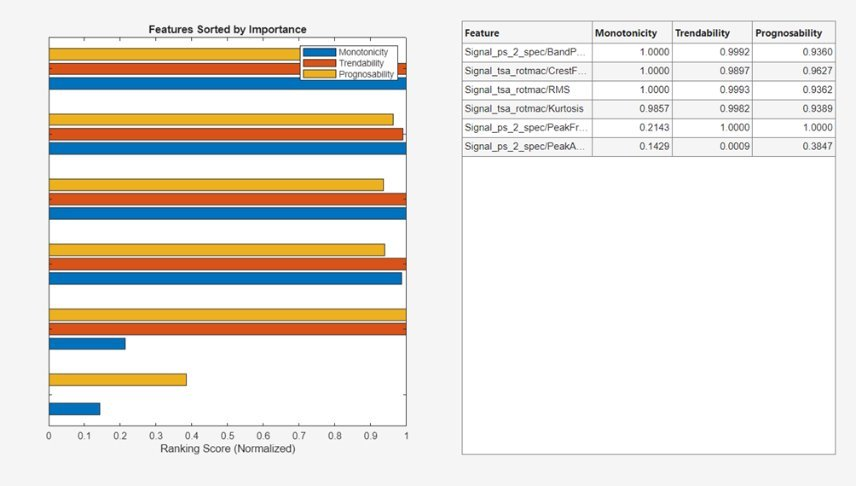 Features Sorted by Importance
Monotonicity
Trendability
Prognosability
0 0.1 0.2 0.3 0.4 0.5 0.6 0.7 0.8 0.9 1
Ranking Score (Normalized)
Feature Monotonicity Trendability Prognosability
Signal_ps_2_spec/BandP... 1.0000 0.9992 0.9360
Signal_tsa_rotmac/CrestF... 1.0000 0.9897 0.9627
Signal_tsa_rotmac/RMS 1.0000 0.9993 0.9362
Signal_tsa_rotmac/Kurtosis 0.9857 0.9982 0.9389
Signal_ps_2_spec/PeakFr... 0.2143 1.0000 1.0000
Signal_ps_2_spec/PeakA... 0.1429 0.0009 0.3847